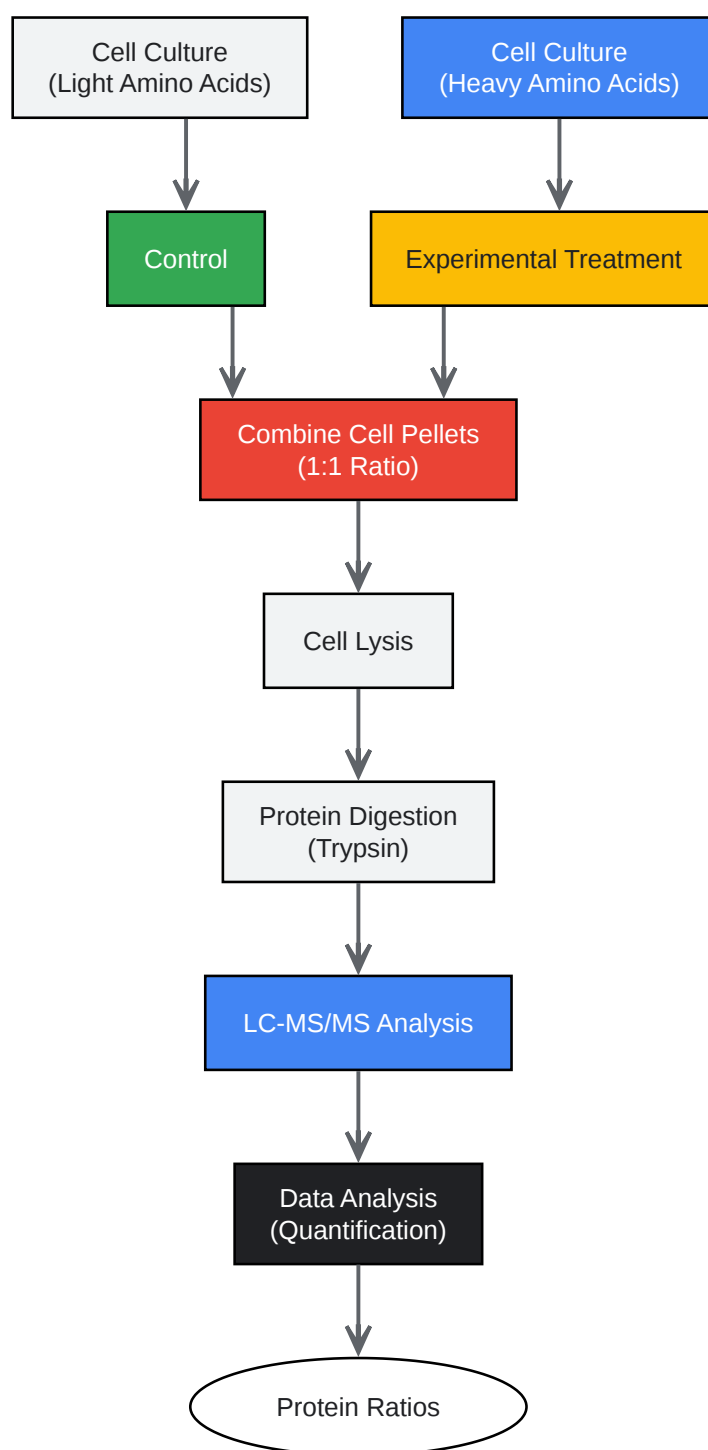 Cell Culture
(Light Amino Acids)
Cell Culture
(Heavy Amino Acids)
Control
Experimental Treatment
Combine Cell Pellets
(1:1 Ratio)
Cell Lysis
Protein Digestion
(Trypsin)
LC-MS/MS Analysis
Data Analysis
(Quantification)
Protein Ratios